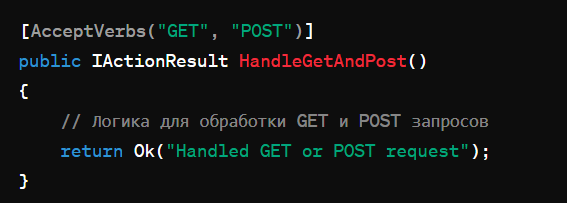 [AcceptVerbs("GET", "POST")]
public IActionResult HandleGetAndPost()
{
    // Логика для обработки GET и POST запросов
    return Ok("Handled GET or POST request");
}